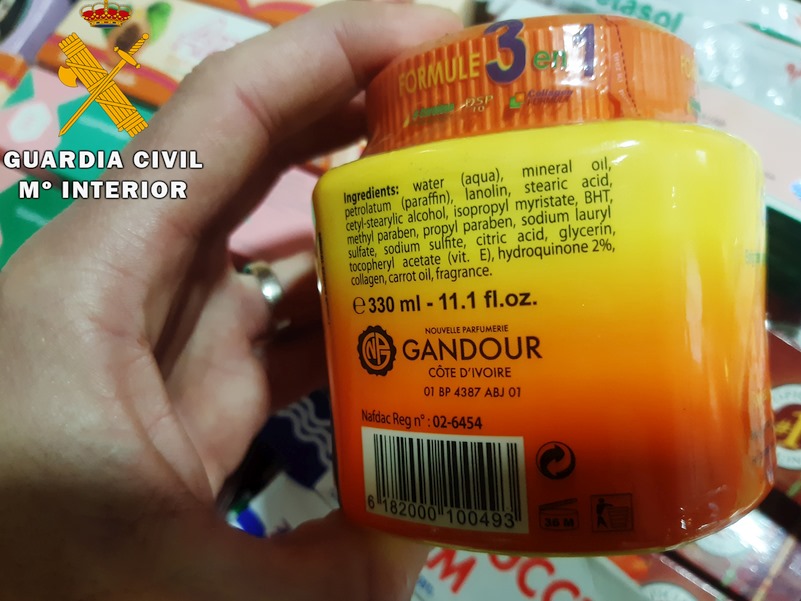 GUARDIA CIVIL
Mº INTERIOR
FORMULE 3 en 1
Ingredients: water (aqua), mineral oil,
petrolatum (paraffin), lanolin, stearic acid,
cetyl-stearylic alcohol, isopropyl myristate, BHT,
methyl paraben, propyl paraben, sodium lauryl
sulfate, sodium sulfite, citric acid, glycerin,
tocopheryl acetate (vit. E), hydroquinone 2%,
collagen, carrot oil, fragrance.
e 330 ml - 11.1 fl.oz.
NOUVELLE PARFUMERIE
GANDOUR
CÔTE D'IVOIRE
01 BP 4387 ABJ 01
Nafdac Reg n° : 02-6454
6 182000 100493
36 M